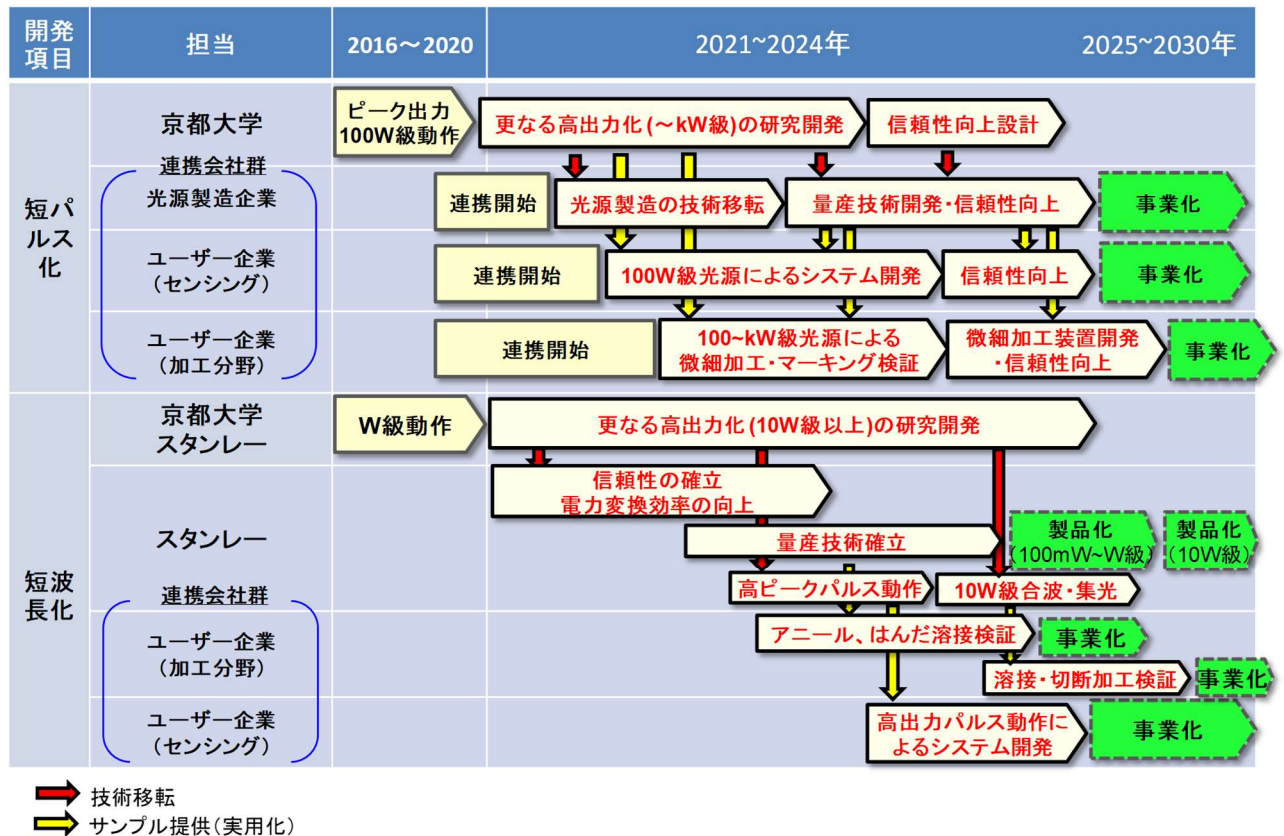 開発
項目
担当
2016～2020
2021~2024年
2025~2030年
短パ
ルス
化
京都大学
ピーク出力
100W級動作
更なる高出力化(～kW級)の研究開発
信頼性向上設計
連携会社群
光源製造企業
連携開始
光源製造の技術移転
量産技術開発・信頼性向上
事業化
ユーザー企業
（センシング）
連携開始
100W級光源によるシステム開発
信頼性向上
事業化
ユーザー企業
（加工分野）
連携開始
100~kW級光源による
微細加工・マーキング検証
微細加工装置開発
・信頼性向上
事業化
短波
長化
京都大学
スタンレー
W級動作
更なる高出力化(10W級以上)の研究開発
信頼性の確立
電力変換効率の向上
スタンレー
量産技術確立
製品化
(100mW~W級)
製品化
(10W級)
高ピークパルス動作
10W級合波・集光
連携会社群
ユーザー企業
（加工分野）
アニール、はんだ溶接検証
事業化
溶接・切断加工検証
事業化
ユーザー企業
（センシング）
高出力パルス動作に
よるシステム開発
事業化
技術移転
サンプル提供（実用化）